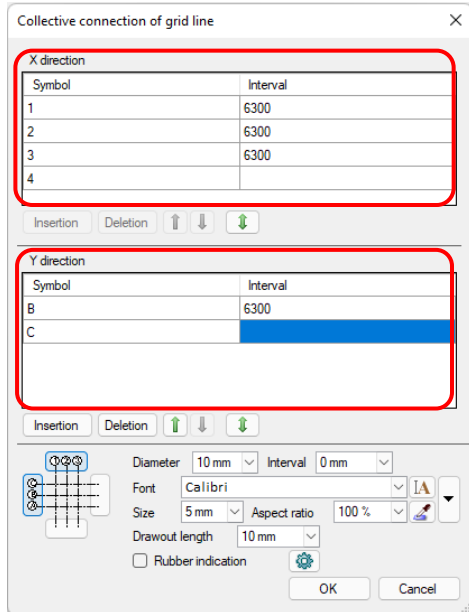 Collective connection of grid line
X direction
Symbol Interval
1 6300
2 6300
3 6300
4
Insertion Deletion
Y direction
Symbol Interval
B 6300
C
Insertion Deletion
Diameter 10 mm Interval 0 mm
Font Calibri IA
Size 5 mm Aspect ratio 100 %
Drawout length 10 mm
Rubber indication
OK Cancel